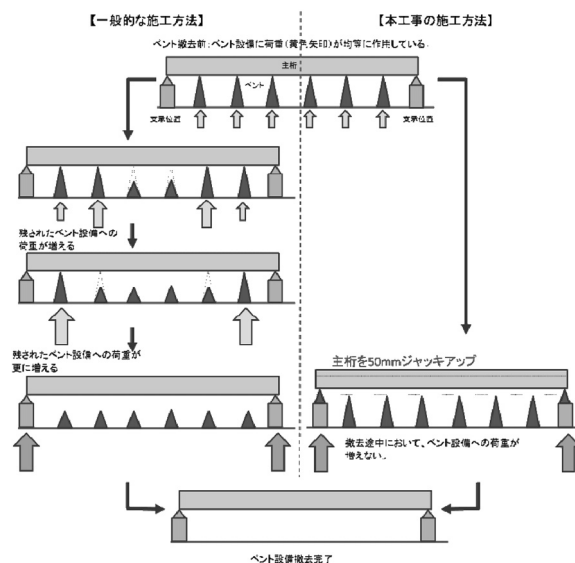 【一般的な施工方法】
【本工事の施工方法】
ベント撤去前:ベント設備に荷重(黄色矢印)が均等に作用している。
主桁
ベント
支承位置
支承位置
残されたベント設備への
荷重が増える
残されたベント設備への荷重が
更に増える
主桁を50mmジャッキアップ
撤去途中において、ベント設備への荷重が
増えない。
ベント設備撤去完了